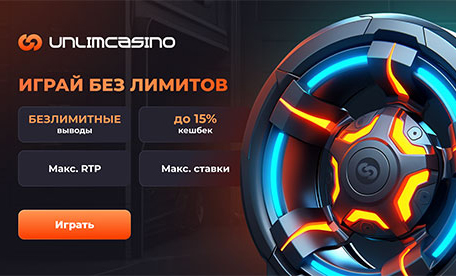 UNLIMCASINO
ИГРАЙ БЕЗ ЛИМИТОВ
БЕЗЛИМИТНЫЕ
выводы
до 15%
кешбек
Макс. RTP
Макс. ставки
Играть